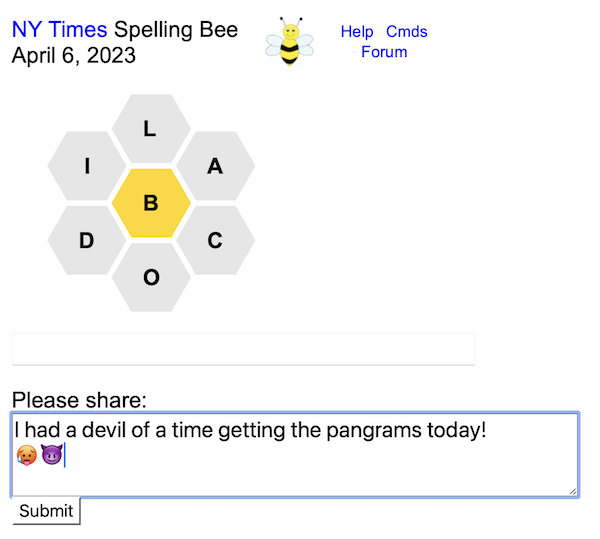 NY Times Spelling Bee
April 6, 2023
Help Cmds
Forum
L
I
A
B
D
C
O
Please share:
I had a devil of a time getting the pangrams today!
🥵😈
Submit